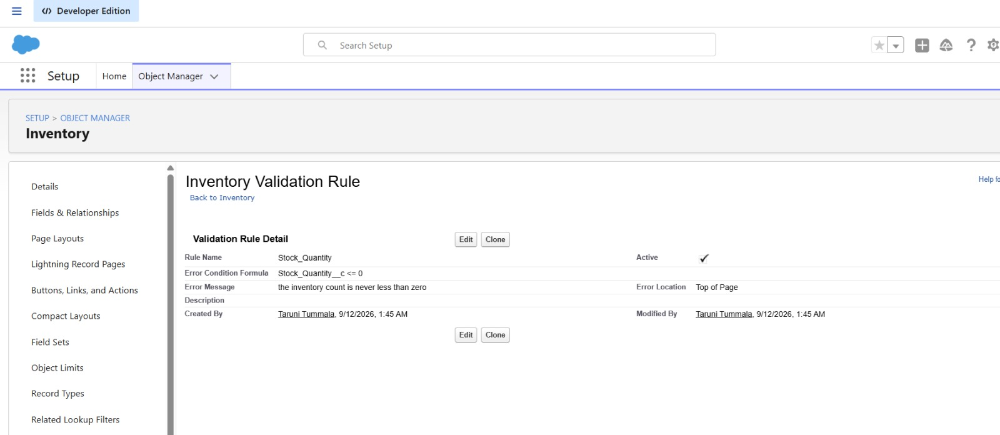 </> Developer Edition
Search Setup
Setup Home Object Manager
SETUP > OBJECT MANAGER
Inventory
Details
Fields & Relationships
Page Layouts
Lightning Record Pages
Buttons, Links, and Actions
Compact Layouts
Field Sets
Object Limits
Record Types
Related Lookup Filters
Inventory Validation Rule
Help fo
Back to Inventory
Validation Rule Detail Edit Clone
Rule Name Stock_Quantity Active
Error Condition Formula Stock_Quantity__c <= 0
Error Message the inventory count is never less than zero Error Location Top of Page
Description
Created By Taruni Tummala, 9/12/2026, 1:45 AM Modified By Taruni Tummala, 9/12/2026, 1:45 AM
Edit Clone